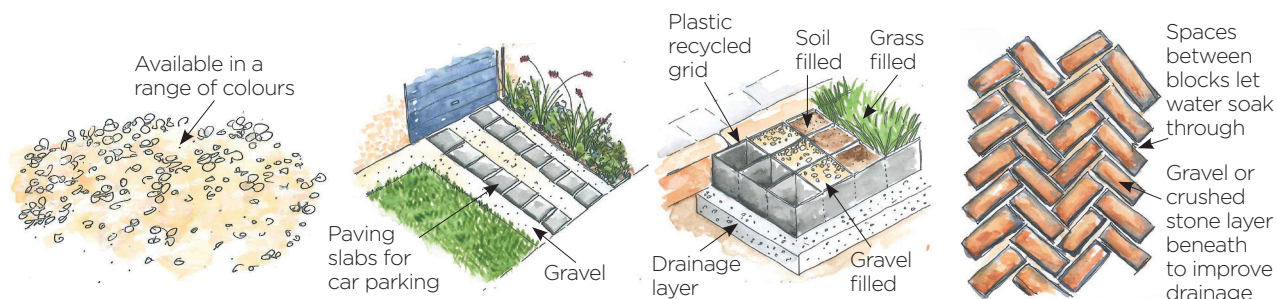 Available in a
range of colours
Paving
slabs for
car parking
Gravel
Plastic
recycled
grid
Soil
filled
Grass
filled
Drainage
layer
Gravel
filled
Spaces
between
blocks let
water soak
through
Gravel or
crushed
stone layer
beneath
to improve
drainage